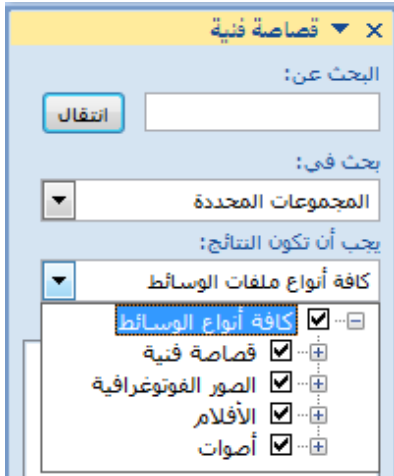 قصاصة فنية
البحث عن:
انتقال
بحث في:
المجموعات المحددة
يجب أن تكون النتائج:
كافة أنواع ملفات الوسائط
كافة أنواع الوسائط
قصاصة فنية
الصور الفوتوغرافية
الأفلام
أصوات